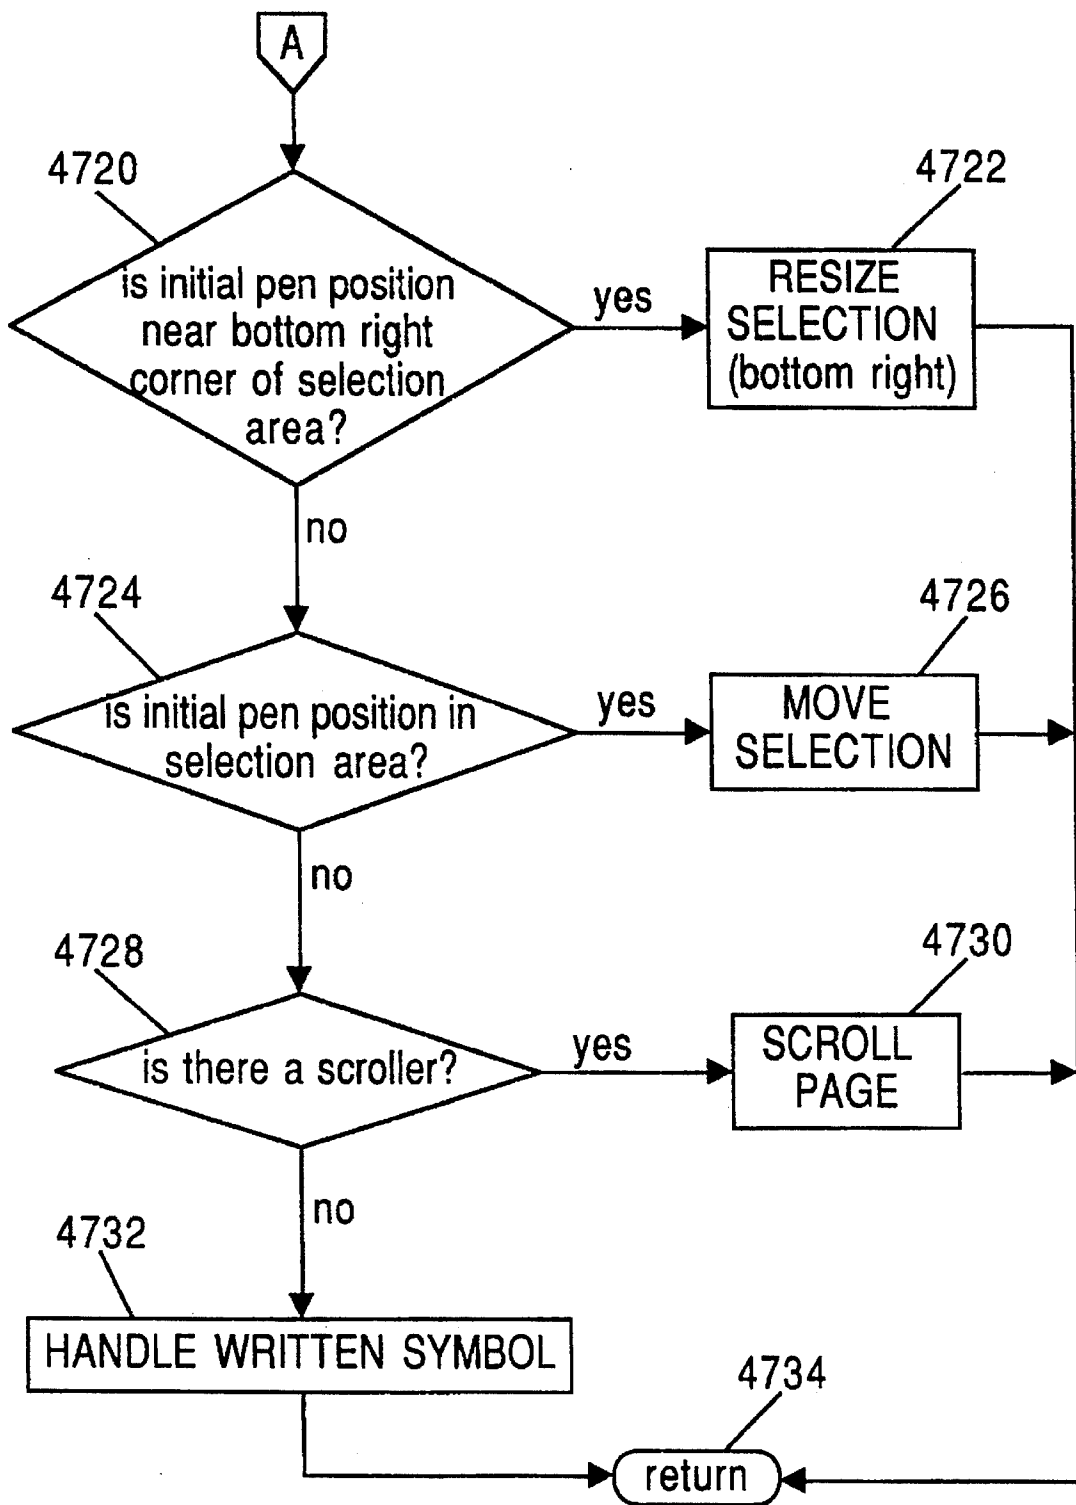 A
4720
4722
is initial pen position
near bottom right
corner of selection
area?
yes
RESIZE
SELECTION
(bottom right)
no
4724
4726
is initial pen position in
selection area?
yes
MOVE
SELECTION
no
4728
4730
is there a scroller?
yes
SCROLL
PAGE
no
4732
HANDLE WRITTEN SYMBOL
4734
return